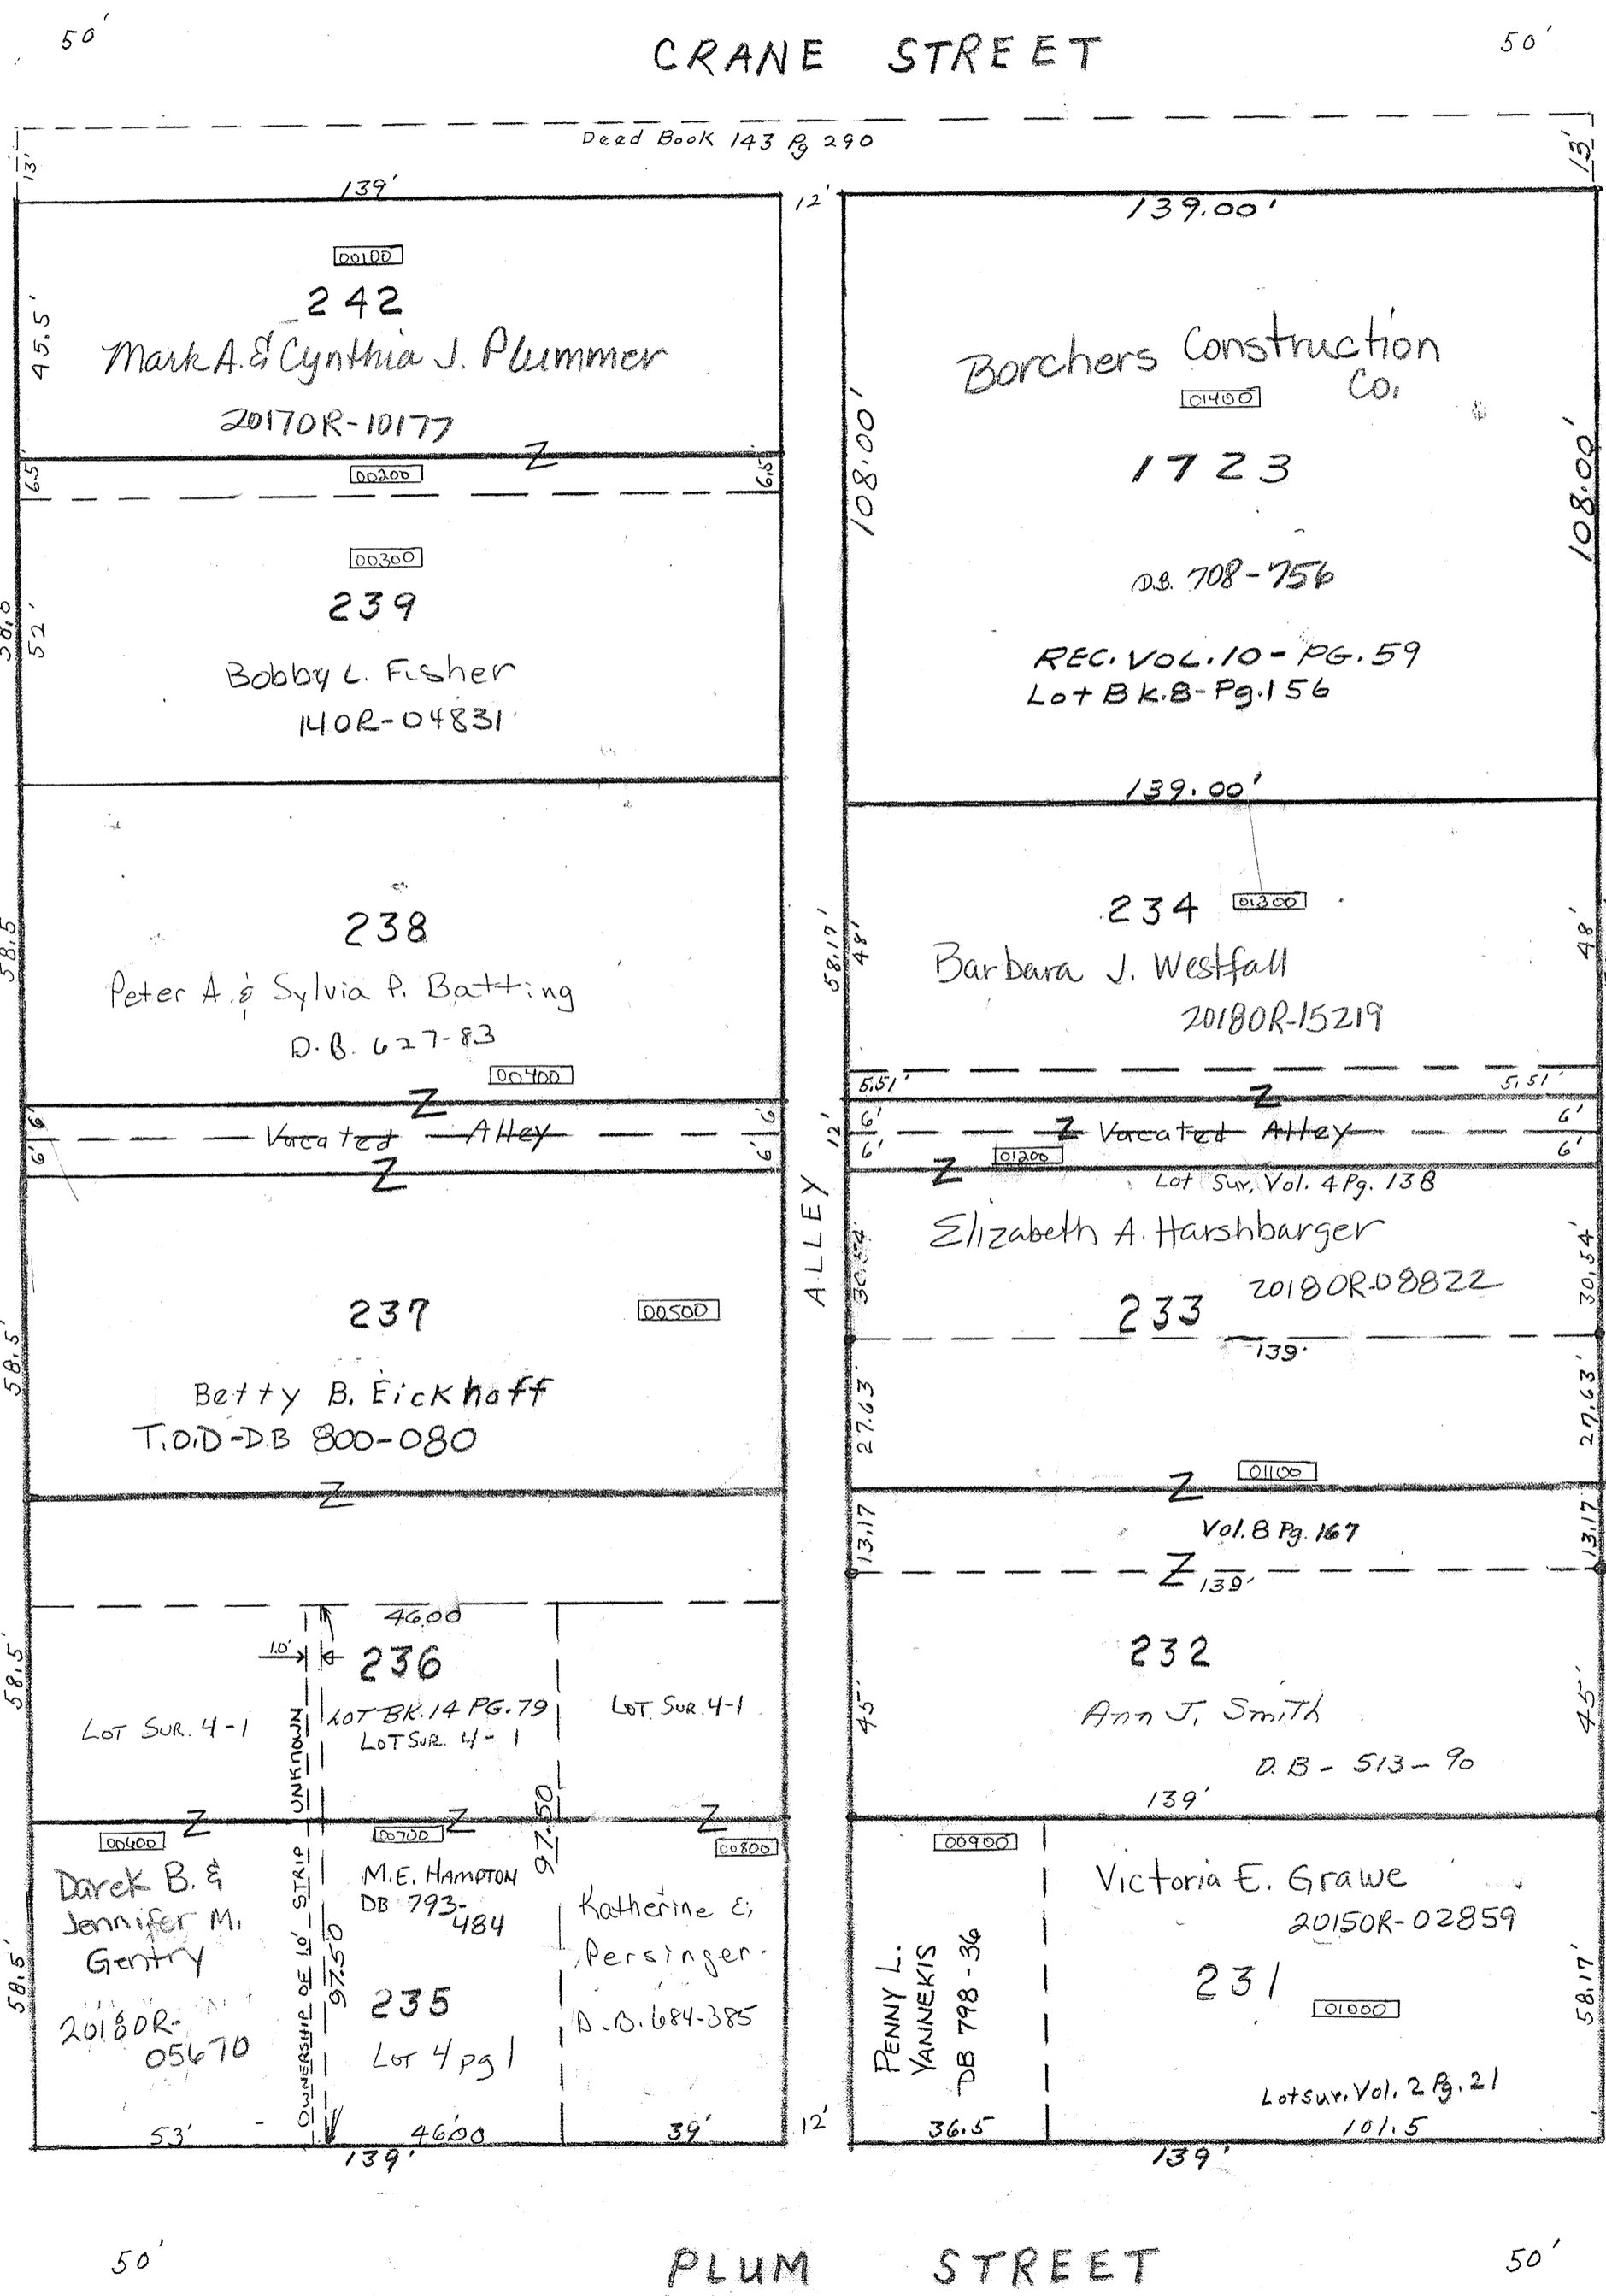 50'
CRANE STREET
50'
Deed Book 143 Pg 290
13'
13'
139'
12'
139.00'
00100
242
45.5'
Mark A. & Cynthia J. Plummer
20170R-10177
Z
6.5'
00200
6.5'
00300
239
58.5
52'
Bobby L. Fisher
140R-04831
238
58.5
Peter A. & Sylvia P. Batting
D.B. 627-83
00400
Z
6'
6'
6'
Vacated Alley
6'
Z
237
00500
58.5'
Betty B. Eickhoff
T.O.D-D.B 800-080
Z
46.00
1.0'
236
58.5'
LOT SUR. 4-1
LOT BK.14 PG.79
LOT SUR. 4-1
LOT SUR. 4-1
OWNERSHIP OF 1.0' STRIP UNKNOWN
97.50
97.50
Z
Z
Z
00600
00700
00800
Darek B. &
Jennifer M.
Gentry
20180R-
05670
58.5'
M.E. HAMPTON
DB 793-
484
235
Lot 4 pg 1
Katherine E.
Persinger
D.B. 684-385
53'
46.00
39'
139'
12'
ALLEY
12'
58.17'
Borchers Construction
Co.
01400
108.00'
1723
108.00'
D.B. 708-756
REC. VOL. 10 - PG. 59
Lot BK. 8 - Pg. 156
139.00'
234
01300
48'
48'
Barbara J. Westfall
20180R-15219
5.51'
5.51'
Z
6'
6'
Z Vacated Alley
6'
6'
01200
Z
Lot Sur. Vol. 4 Pg. 138
Elizabeth A. Harshbarger
30.54'
30.54'
20180R-08822
233
139'
27.63'
27.63'
01100
Z
13.17
Vol. 8 Pg. 167
13.17
Z
139'
232
45'
Ann J. Smith
45'
D.B - 513 - 90
139'
00900
PENNY L.
YANNEKIS
DB 798-36
36.5
Victoria E. Grawe
20150R-02859
231
01000
58.17'
Lot sur. Vol. 2 Pg. 21
101.5
139'
50'
PLUM STREET
50'